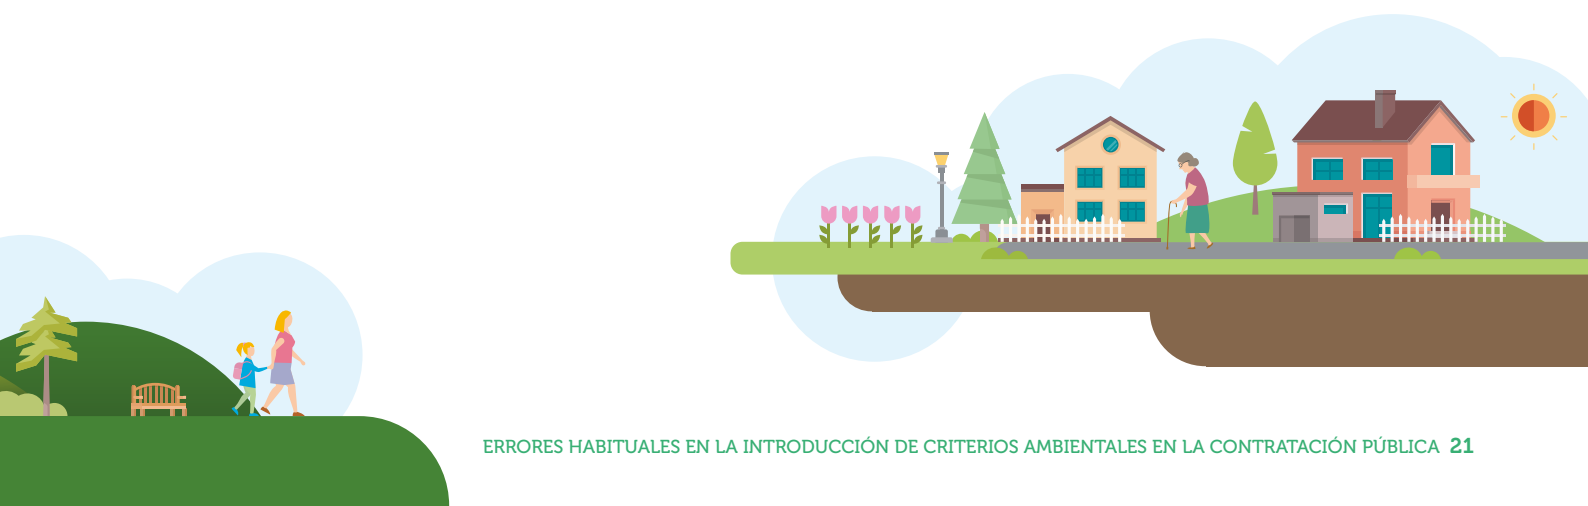 ERRORES HABITUALES EN LA INTRODUCCIÓN DE CRITERIOS AMBIENTALES EN LA CONTRATACIÓN PÚBLICA 21